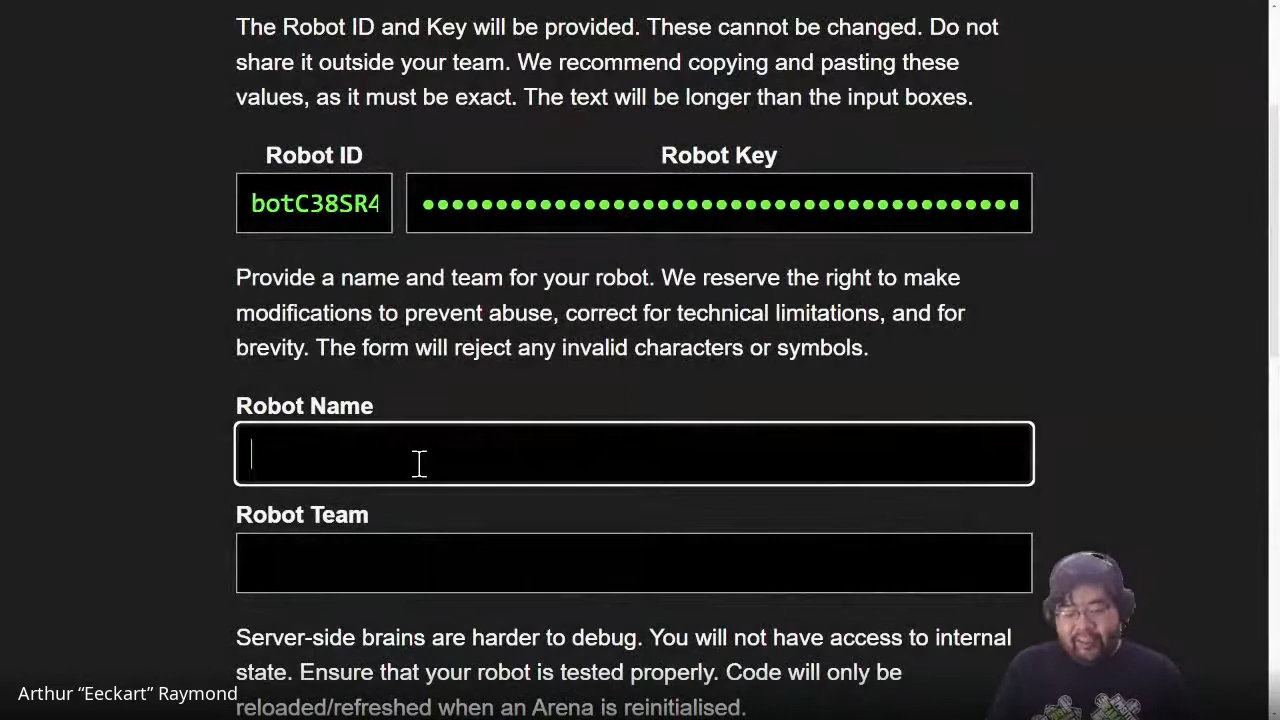 The Robot ID and Key will be provided. These cannot be changed. Do not
share it outside your team. We recommend copying and pasting these
values, as it must be exact. The text will be longer than the input boxes.
Robot ID
Robot Key
botC38SR4
Provide a name and team for your robot. We reserve the right to make
modifications to prevent abuse, correct for technical limitations, and for
brevity. The form will reject any invalid characters or symbols.
Robot Name
Robot Team
Server-side brains are harder to debug. You will not have access to internal
state. Ensure that your robot is tested properly. Code will only be
reloaded/refreshed when an Arena is reinitialised.
Arthur “Eeckart” Raymond